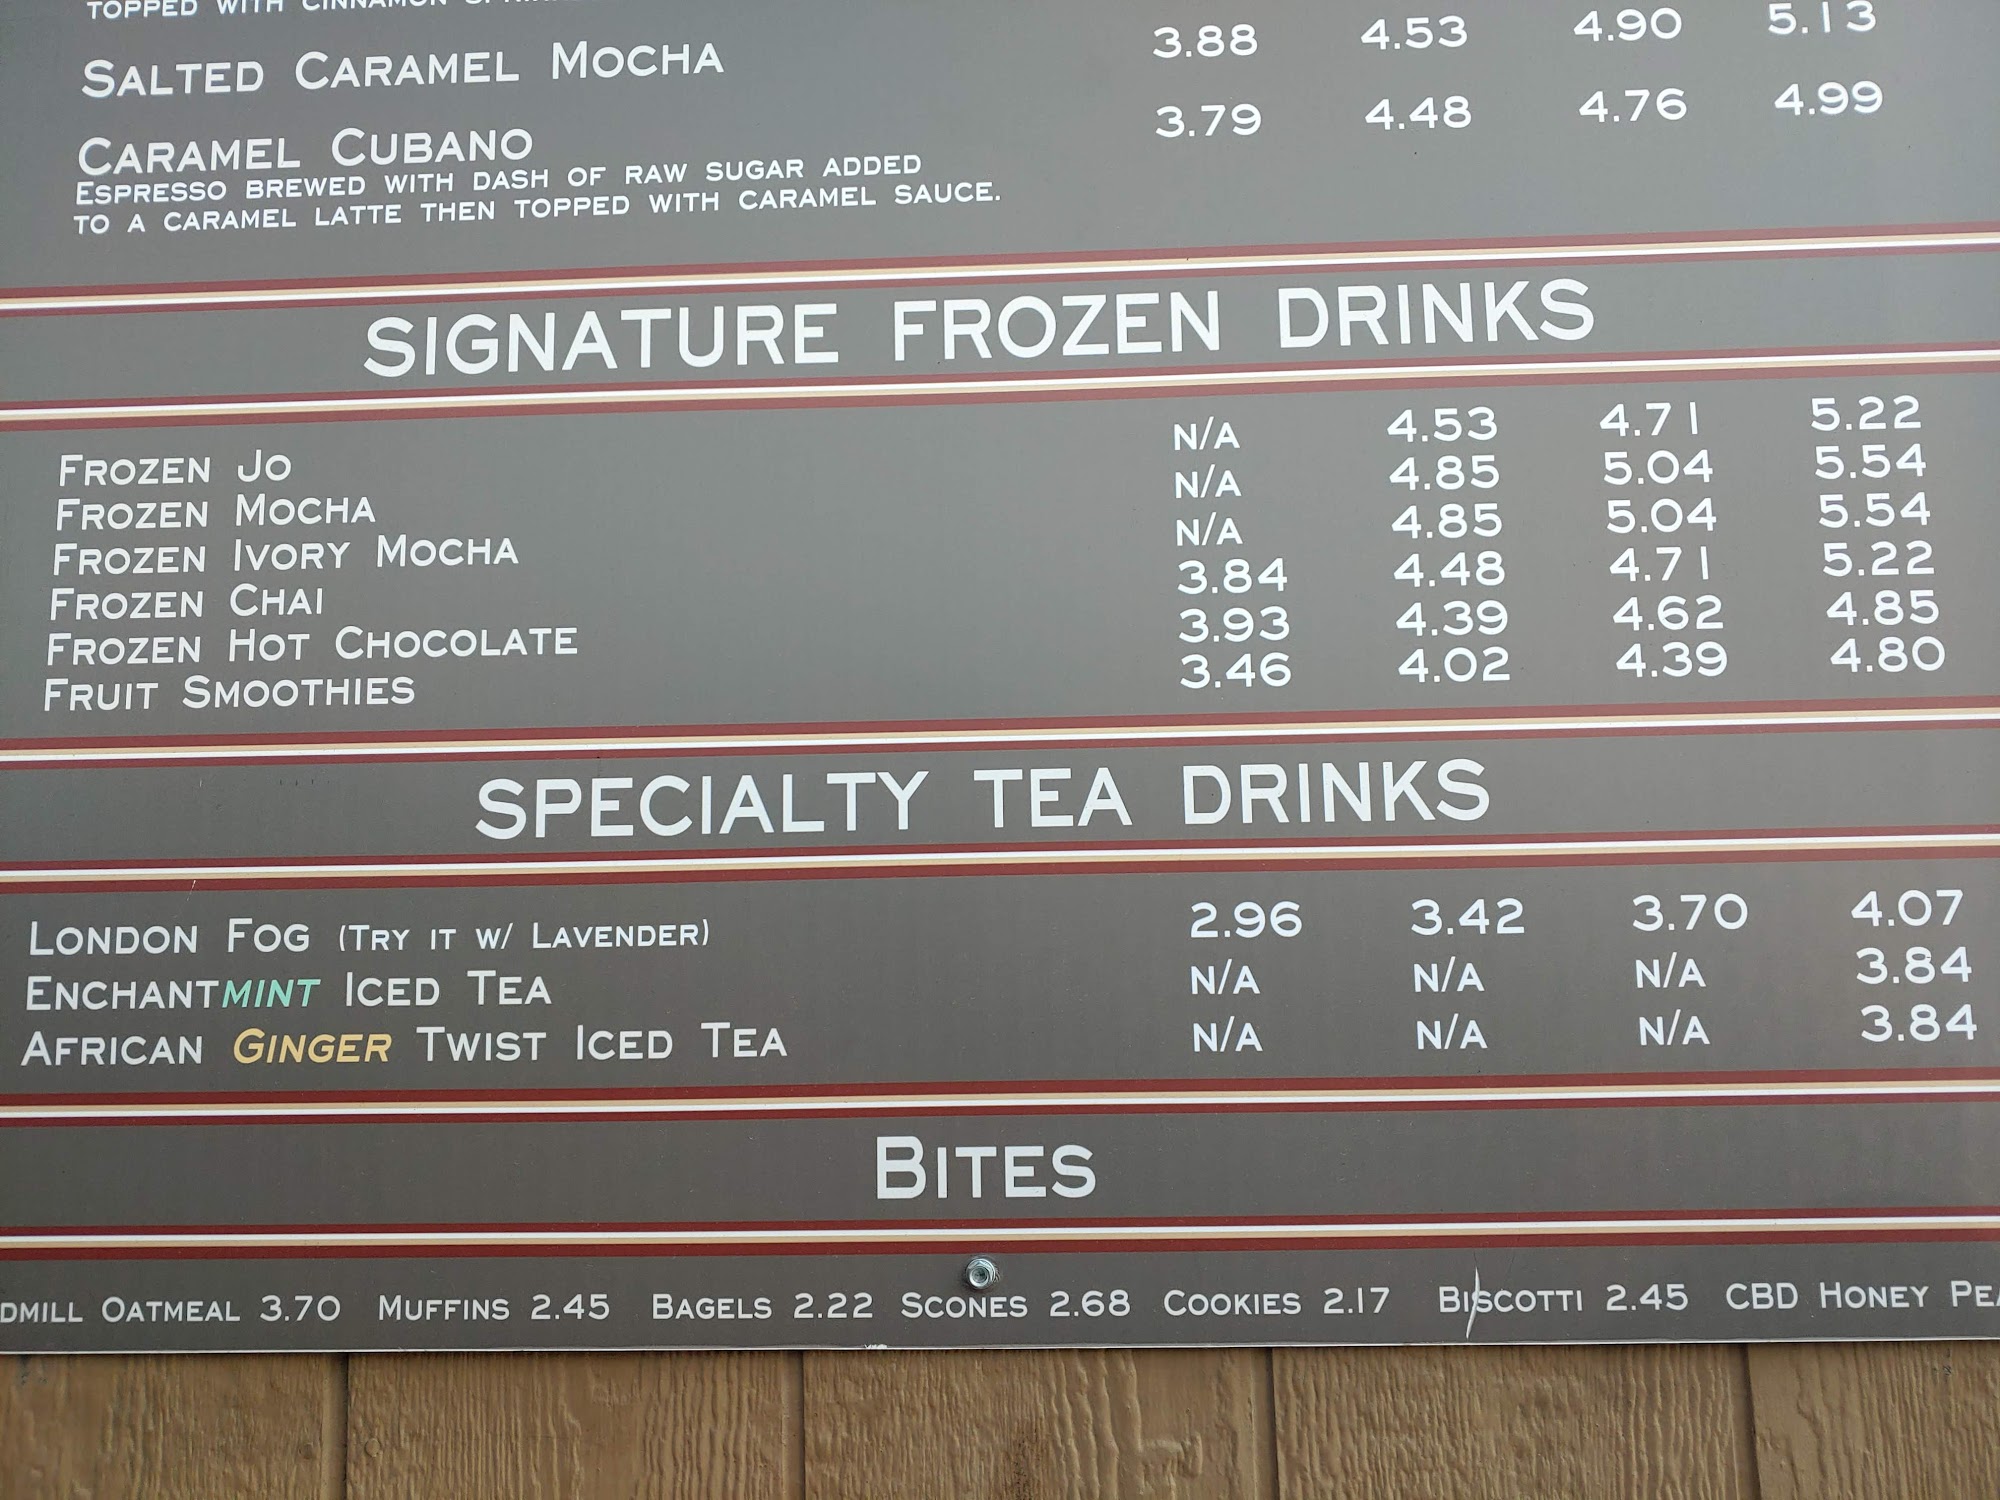 TOPPED WITH CINNAMON
SALTED CARAMEL MOCHA 3.88 4.53 4.90 5.13
CARAMEL CUBANO 3.79 4.48 4.76 4.99
ESPRESSO BREWED WITH DASH OF RAW SUGAR ADDED
TO A CARAMEL LATTE THEN TOPPED WITH CARAMEL SAUCE.
SIGNATURE FROZEN DRINKS
FROZEN JO N/A 4.53 4.71 5.22
FROZEN MOCHA N/A 4.85 5.04 5.54
FROZEN IVORY MOCHA N/A 4.85 5.04 5.54
FROZEN CHAI 3.84 4.48 4.71 5.22
FROZEN HOT CHOCOLATE 3.93 4.39 4.62 4.85
FRUIT SMOOTHIES 3.46 4.02 4.39 4.80
SPECIALTY TEA DRINKS
LONDON FOG (TRY IT W/ LAVENDER) 2.96 3.42 3.70 4.07
ENCHANTMINT ICED TEA N/A N/A N/A 3.84
AFRICAN GINGER TWIST ICED TEA N/A N/A N/A 3.84
BITES
DMILL OATMEAL 3.70 MUFFINS 2.45 BAGELS 2.22 SCONES 2.68 COOKIES 2.17 BISCOTTI 2.45 CBD HONEY PEA